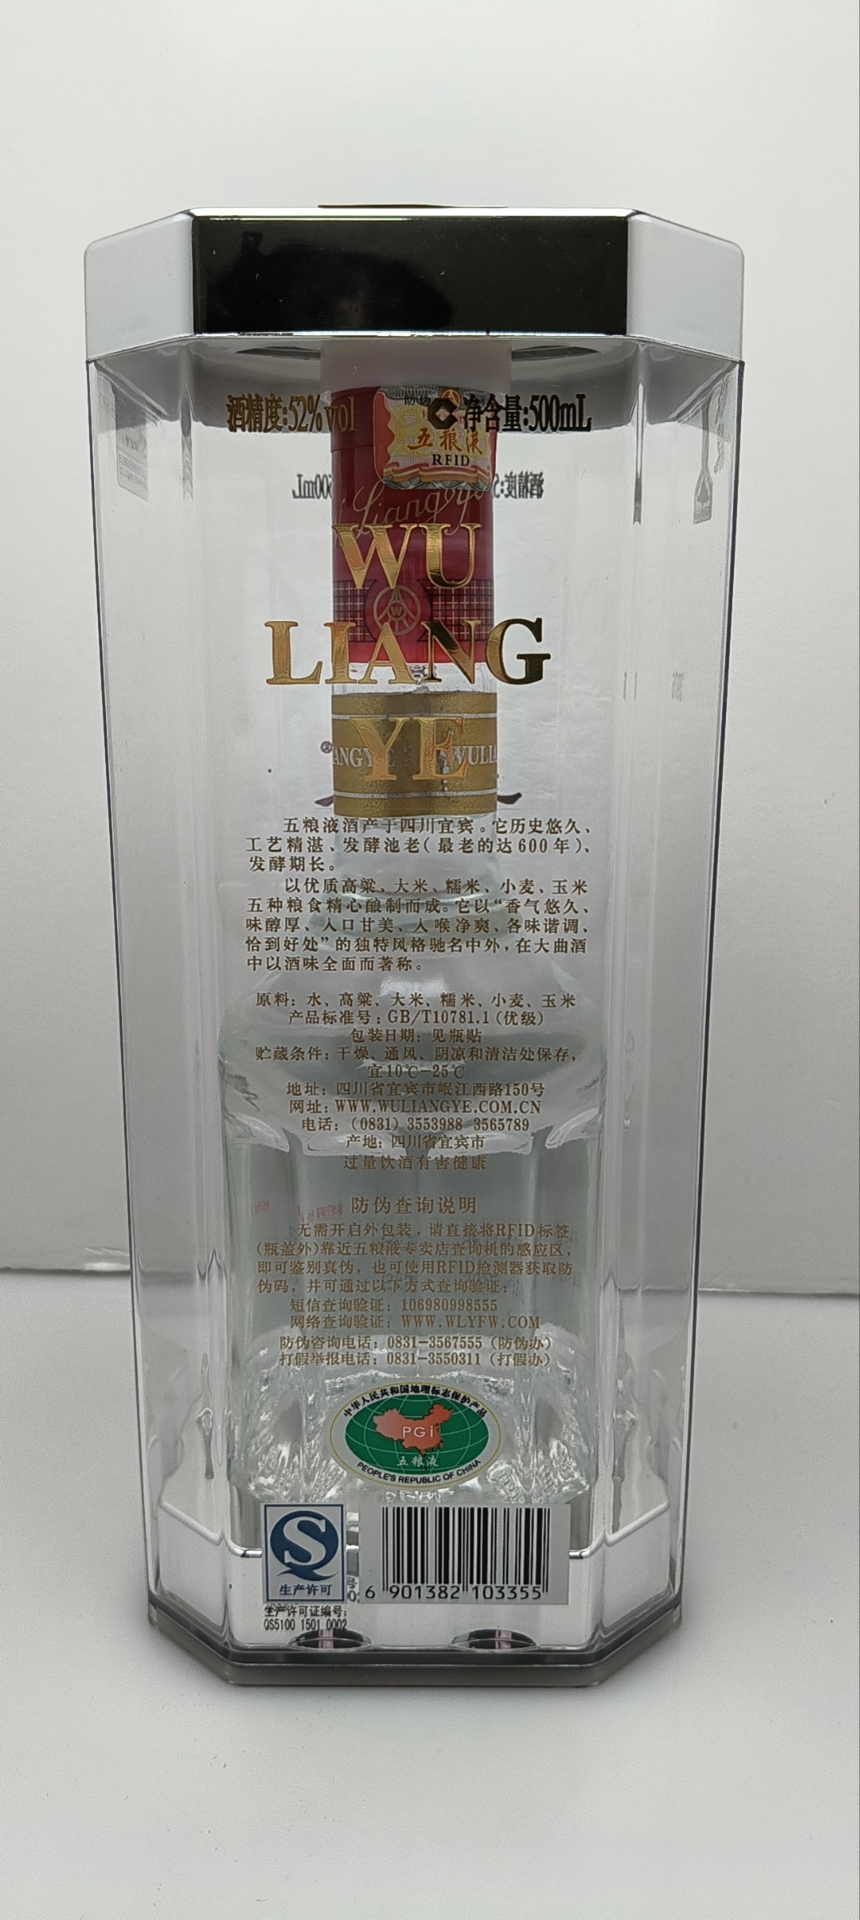 酒精度:52%vol
净含量:500mL
五粮液
RFID
WU
LIANG
YE
五粮液酒产于四川宜宾。它历史悠久、
工艺精湛、发酵池老(最老的达600年)、
发酵期长。
以优质高粱、大米、糯米、小麦、玉米
五种粮食精心酿制而成。它以“香气悠久、
味醇厚、入口甘美、入喉净爽、各味谐调、
恰到好处”的独特风格驰名中外,在大曲酒
中以酒味全面而著称。
原料: 水、高粱、大米、糯米、小麦、玉米
产品标准号: GB/T10781.1(优级)
包装日期: 见瓶贴
贮藏条件: 干燥、通风、阴凉和清洁处保存,
宜10℃-25℃
地址: 四川省宜宾市岷江西路150号
网址: WWW.WULIANGYE.COM.CN
电话: (0831) 3553988 3565789
产地: 四川省宜宾市
过量饮酒有害健康
防伪查询说明
无需开启外包装,请直接将RFID标签
(瓶盖外)靠近五粮液专卖店查询机的感应区,
即可鉴别真伪,也可使用RFID检测器获取防
伪码,并可通过以下方式查询验证:
短信查询验证: 106980998555
网络查询验证: WWW.WLYFW.COM
防伪咨询电话: 0831-3567555 (防伪办)
打假举报电话: 0831-3550311 (打假办)
中华人民共和国地理标志保护产品
PGi
五粮液
PEOPLE'S REPUBLIC OF CHINA
生产许可
6 901382 103355
生产许可证编号:
QS5100 1501 0002